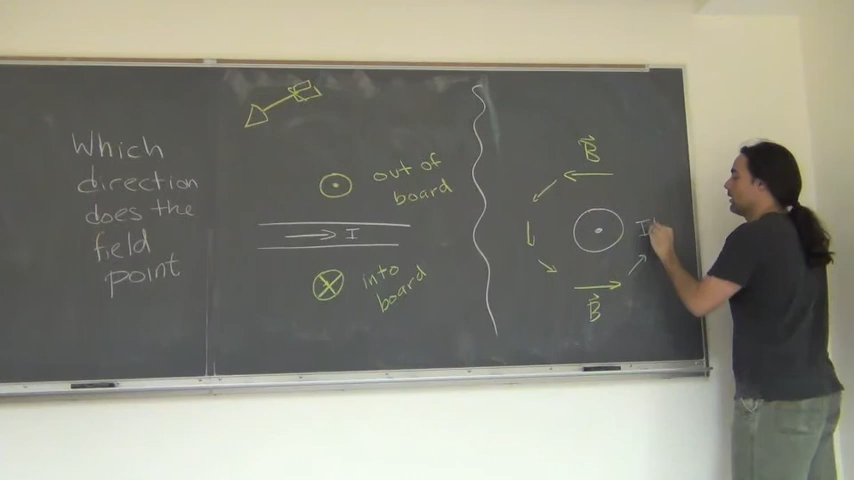 Which
direction
does the
field
point
out of
board
I
into
board
B⃗
I
B⃗